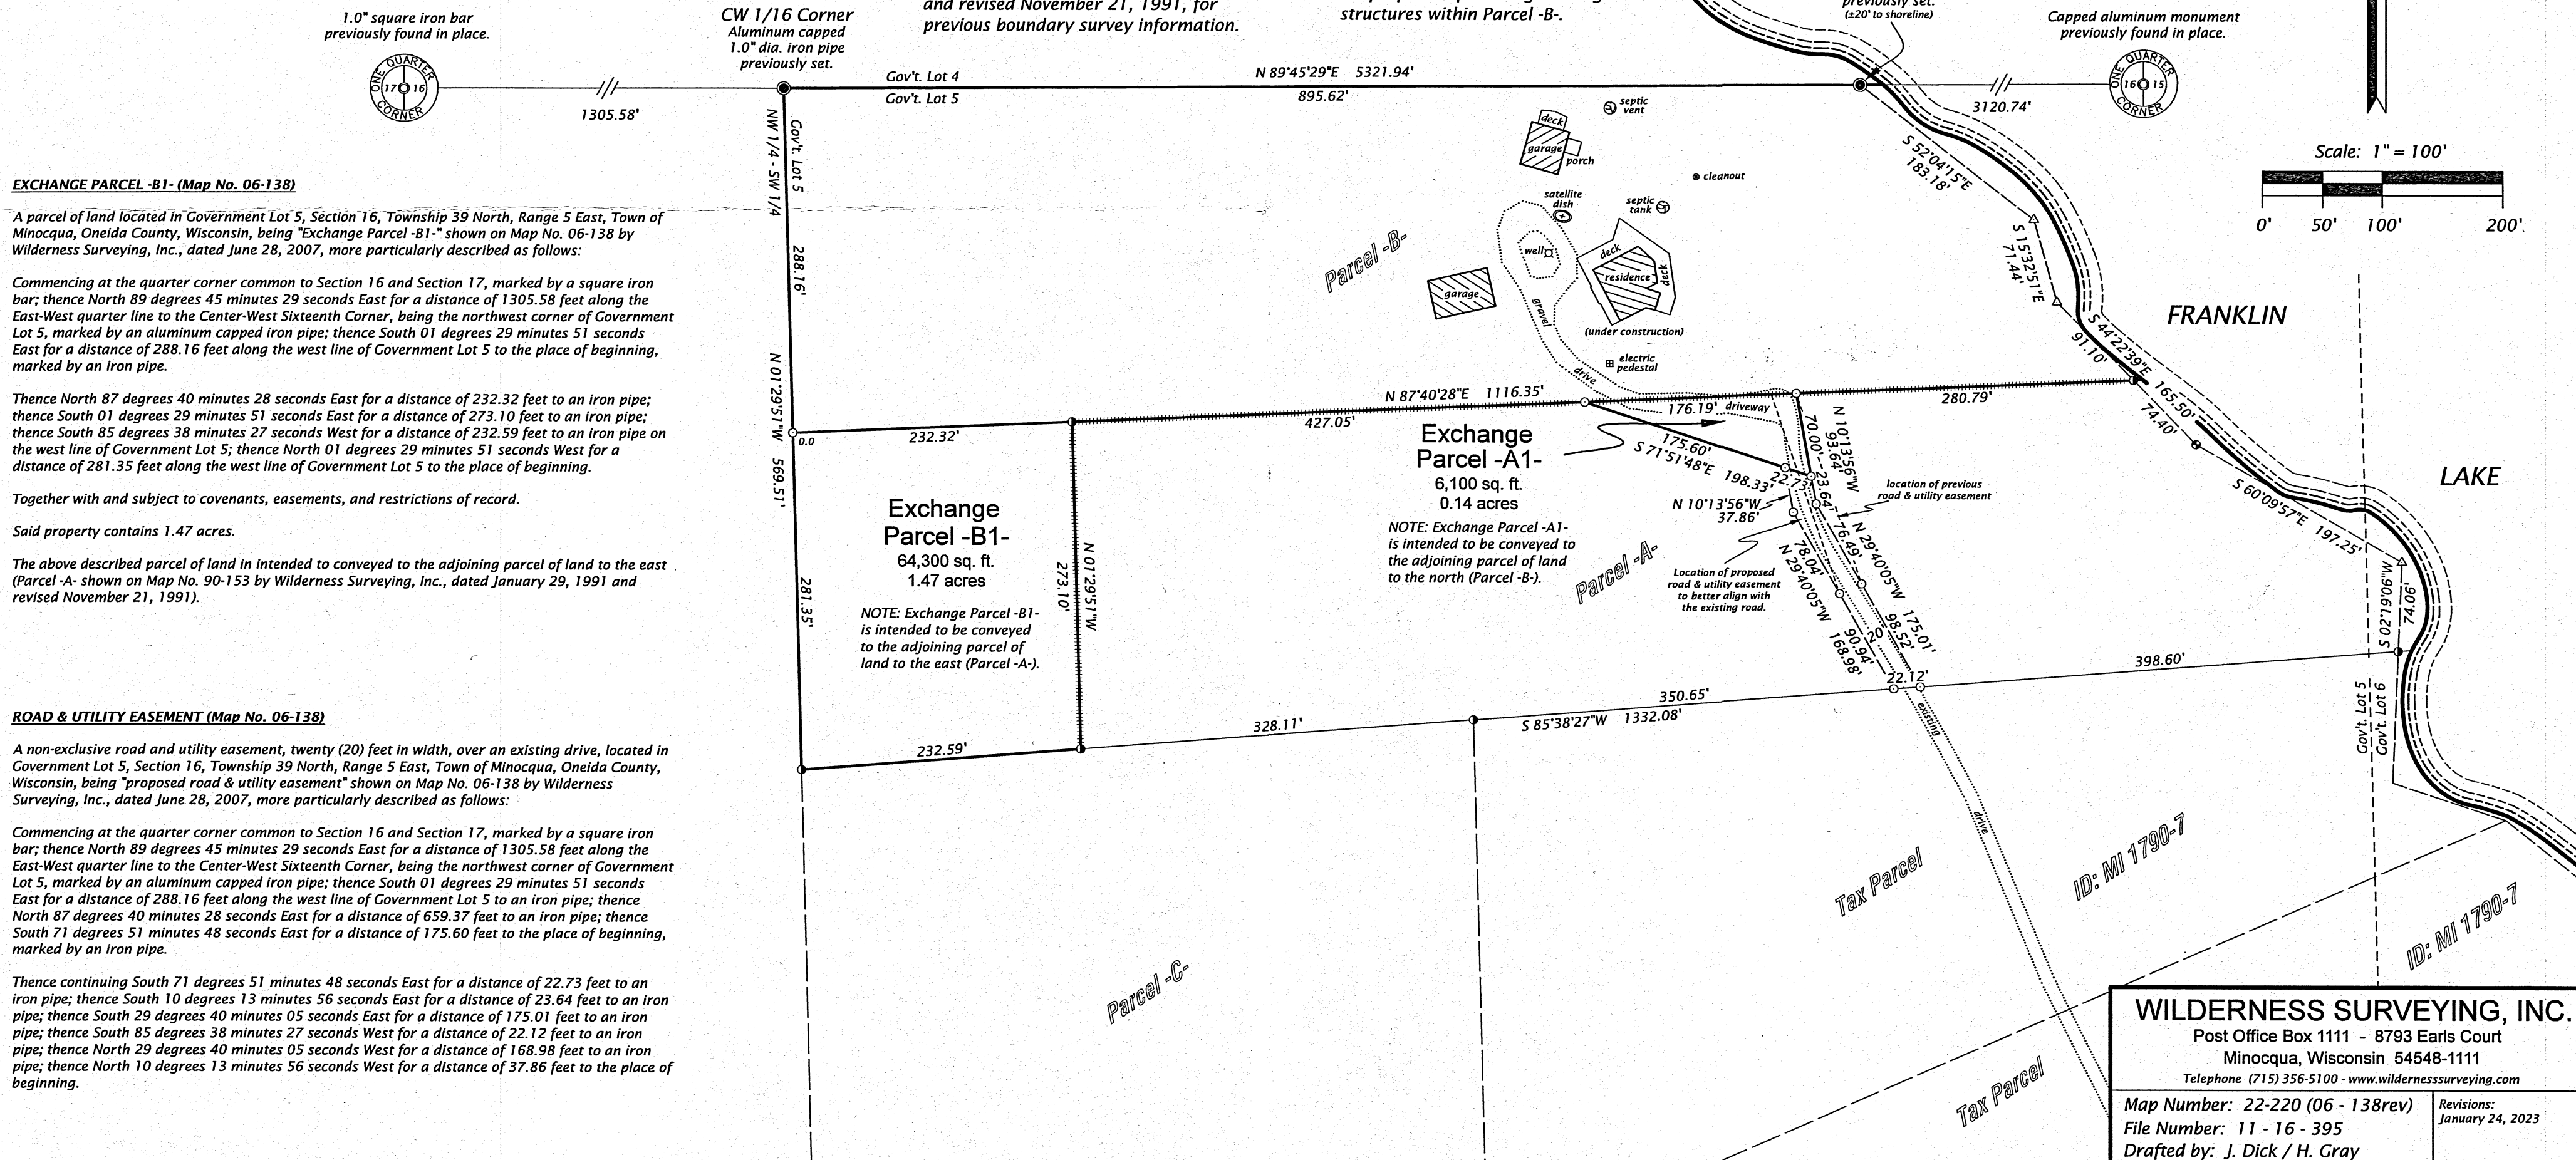 1.0" square iron bar
previously found in place.
CW 1/16 Corner
Aluminum capped
1.0" dia. iron pipe
previously set.
and revised November 21, 1991, for
previous boundary survey information.
structures within Parcel -B-.
previously set.
(±20' to shoreline)
Capped aluminum monument
previously found in place.
ONE QUARTER
17 16
CORNER
1305.58'
Gov't. Lot 4
Gov't. Lot 5
N 89°45'29"E 5321.94'
895.62'
3120.74'
ONE QUARTER
16 15
CORNER
Scale: 1" = 100'
0' 50' 100' 200'
EXCHANGE PARCEL -B1- (Map No. 06-138)
A parcel of land located in Government Lot 5, Section 16, Township 39 North, Range 5 East, Town of
Minocqua, Oneida County, Wisconsin, being "Exchange Parcel -B1-" shown on Map No. 06-138 by
Wilderness Surveying, Inc., dated June 28, 2007, more particularly described as follows:
Commencing at the quarter corner common to Section 16 and Section 17, marked by a square iron
bar; thence North 89 degrees 45 minutes 29 seconds East for a distance of 1305.58 feet along the
East-West quarter line to the Center-West Sixteenth Corner, being the northwest corner of Government
Lot 5, marked by an aluminum capped iron pipe; thence South 01 degrees 29 minutes 51 seconds
East for a distance of 288.16 feet along the west line of Government Lot 5 to the place of beginning,
marked by an iron pipe.
Thence North 87 degrees 40 minutes 28 seconds East for a distance of 232.32 feet to an iron pipe;
thence South 01 degrees 29 minutes 51 seconds East for a distance of 273.10 feet to an iron pipe;
thence South 85 degrees 38 minutes 27 seconds West for a distance of 232.59 feet to an iron pipe on
the west line of Government Lot 5; thence North 01 degrees 29 minutes 51 seconds West for a
distance of 281.35 feet along the west line of Government Lot 5 to the place of beginning.
Together with and subject to covenants, easements, and restrictions of record.
Said property contains 1.47 acres.
The above described parcel of land in intended to conveyed to the adjoining parcel of land to the east
(Parcel -A- shown on Map No. 90-153 by Wilderness Surveying, Inc., dated January 29, 1991 and
revised November 21, 1991).
ROAD & UTILITY EASEMENT (Map No. 06-138)
A non-exclusive road and utility easement, twenty (20) feet in width, over an existing drive, located in
Government Lot 5, Section 16, Township 39 North, Range 5 East, Town of Minocqua, Oneida County,
Wisconsin, being "proposed road & utility easement" shown on Map No. 06-138 by Wilderness
Surveying, Inc., dated June 28, 2007, more particularly described as follows:
Commencing at the quarter corner common to Section 16 and Section 17, marked by a square iron
bar; thence North 89 degrees 45 minutes 29 seconds East for a distance of 1305.58 feet along the
East-West quarter line to the Center-West Sixteenth Corner, being the northwest corner of Government
Lot 5, marked by an aluminum capped iron pipe; thence South 01 degrees 29 minutes 51 seconds
East for a distance of 288.16 feet along the west line of Government Lot 5 to an iron pipe; thence
North 87 degrees 40 minutes 28 seconds East for a distance of 659.37 feet to an iron pipe; thence
South 71 degrees 51 minutes 48 seconds East for a distance of 175.60 feet to the place of beginning,
marked by an iron pipe.
Thence continuing South 71 degrees 51 minutes 48 seconds East for a distance of 22.73 feet to an
iron pipe; thence South 10 degrees 13 minutes 56 seconds East for a distance of 23.64 feet to an iron
pipe; thence South 29 degrees 40 minutes 05 seconds East for a distance of 175.01 feet to an iron
pipe; thence South 85 degrees 38 minutes 27 seconds West for a distance of 22.12 feet to an iron
pipe; thence North 29 degrees 40 minutes 05 seconds West for a distance of 168.98 feet to an iron
pipe; thence North 10 degrees 13 minutes 56 seconds West for a distance of 37.86 feet to the place of
beginning.
Gov't. Lot 5
NW 1/4 - SW 1/4
288.16'
N 01°29'51"W 569.51'
281.35'
0.0
232.32'
N 87°40'28"E 1116.35'
427.05'
176.19'
280.79'
septic
vent
deck
garage
porch
cleanout
satellite
dish
septic
tank
well
deck
residence
deck
garage
gravel
(under construction)
electric
pedestal
drive
driveway
Parcel -B-
S 52°04'15"E
183.18'
S 15°32'51"E
71.44'
S 44°22'39"E
91.10'
165.50'
74.40'
S 60°09'57"E
197.25'
S 02°19'06"W
74.06'
FRANKLIN
LAKE
Exchange
Parcel -B1-
64,300 sq. ft.
1.47 acres
NOTE: Exchange Parcel -B1-
is intended to be conveyed
to the adjoining parcel of
land to the east (Parcel -A-).
273.10'
N 01°29'51"W
232.59'
Exchange
Parcel -A1-
6,100 sq. ft.
0.14 acres
NOTE: Exchange Parcel -A1-
is intended to be conveyed to
the adjoining parcel of land
to the north (Parcel -B-).
175.60'
S 71°51'48"E 198.33'
22.73'
70.00'
23.64'
N 10°13'56"W
93.64'
N 10°13'56"W
37.86'
location of previous
road & utility easement
Location of proposed
road & utility easement
to better align with
the existing road.
76.49'
N 29°40'05"W 175.01'
98.52'
78.04'
N 29°40'05"W 168.98'
90.94'
20'
22.12'
Parcel -A-
328.11'
350.65'
S 85°38'27"W 1332.08'
398.60'
existing
drive
Gov't. Lot 5
Gov't. Lot 6
Parcel -C-
Tax Parcel
ID: MI 1790-7
Tax Parcel
ID: MI 1790-7
WILDERNESS SURVEYING, INC.
Post Office Box 1111 - 8793 Earls Court
Minocqua, Wisconsin 54548-1111
Telephone (715) 356-5100 - www.wildernesssurveying.com
Map Number: 22-220 (06 - 138rev)
File Number: 11 - 16 - 395
Drafted by: J. Dick / H. Gray
Revisions:
January 24, 2023